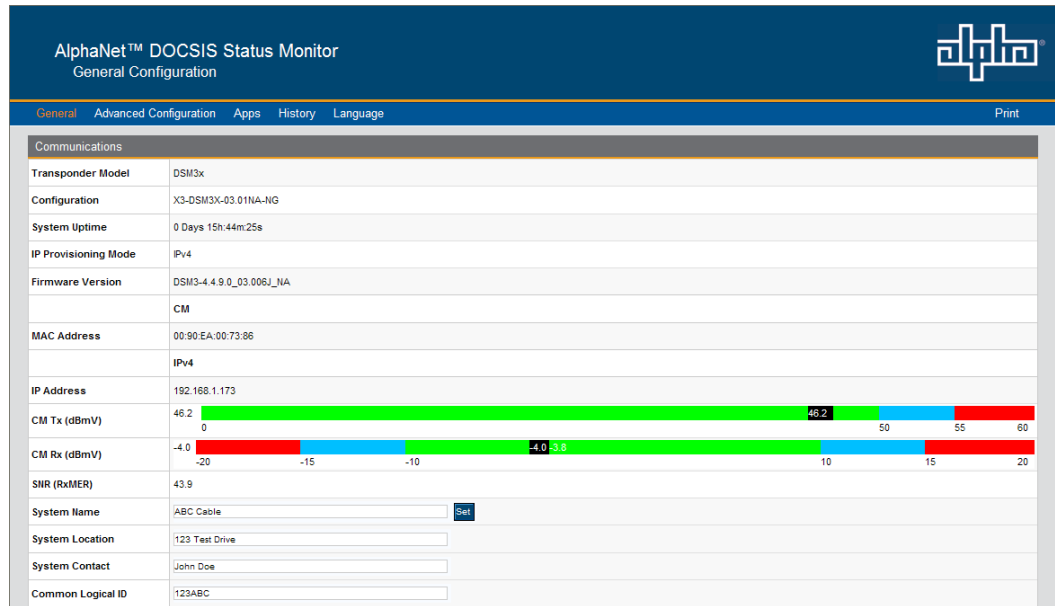 AlphaNet™ DOCSIS Status Monitor
General Configuration
alpha®
General Advanced Configuration Apps History Language Print
Communications
Transponder Model DSM3x
Configuration X3-DSM3X-03.01NA-NG
System Uptime 0 Days 15h:44m:25s
IP Provisioning Mode IPv4
Firmware Version DSM3-4.4.9.0_03.006J_NA
CM
MAC Address 00:90:EA:00:73:86
IPv4
IP Address 192.168.1.173
CM Tx (dBmV) 46.2 46.2
0 50 55 60
CM Rx (dBmV) -4.0 -4.0 -3.8
-20 -15 -10 10 15 20
SNR (RxMER) 43.9
System Name ABC Cable Set
System Location 123 Test Drive
System Contact John Doe
Common Logical ID 123ABC